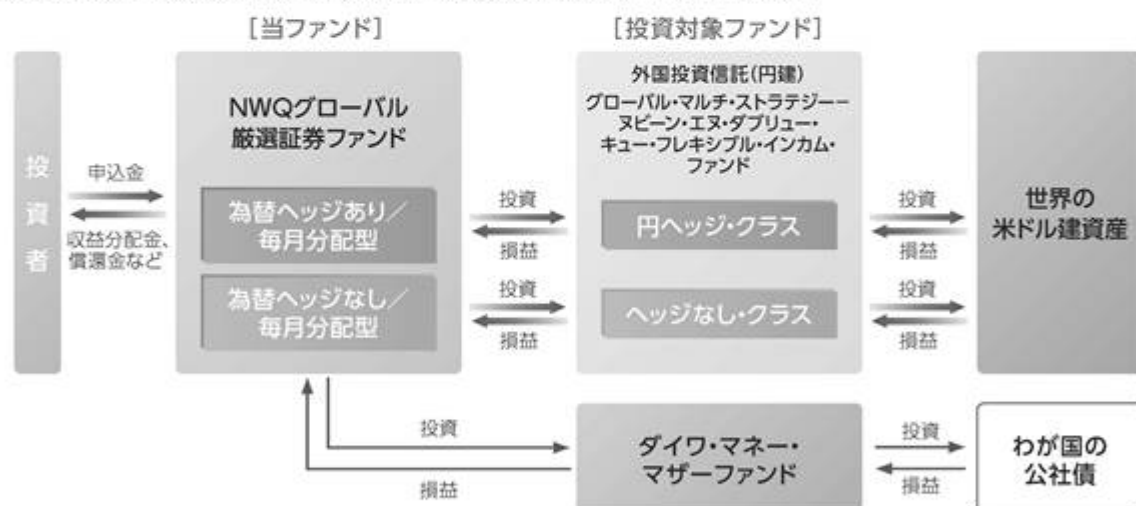 [当ファンド]
[投資対象ファンド]
投資者
申込金
収益分配金、
償還金など
NWQグローバル
厳選証券ファンド
為替ヘッジあり／
毎月分配型
為替ヘッジなし／
毎月分配型
投資
損益
投資
損益
外国投資信託(円建)
グローバル・マルチ・ストラテジー－
ヌビーン・エヌ・ダブリュー・
キュー・フレキシブル・インカム・
ファンド
円ヘッジ・クラス
ヘッジなし・クラス
投資
損益
投資
損益
世界の
米ドル建資産
投資
損益
ダイワ・マネー・
マザーファンド
投資
損益
わが国の
公社債